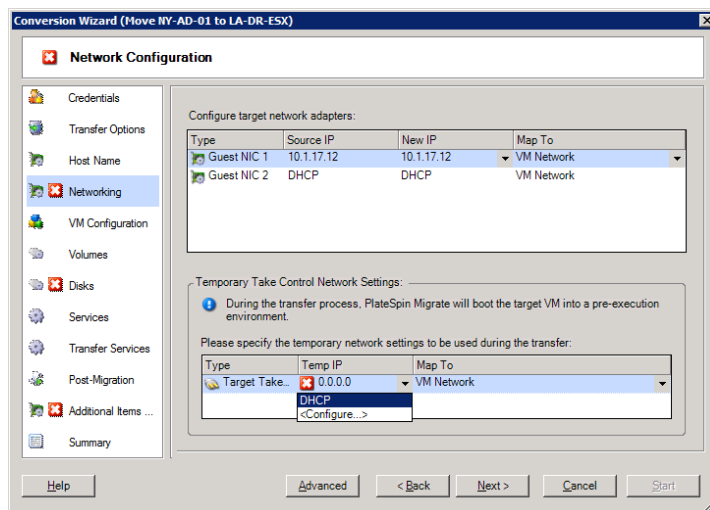 Conversion Wizard (Move NY-AD-01 to LA-DR-ESX)
Network Configuration
Credentials
Transfer Options
Host Name
Networking
VM Configuration
Volumes
Disks
Services
Transfer Services
Post-Migration
Additional Items ...
Summary
Configure target network adapters:
Type Source IP New IP Map To
Guest NIC 1 10.1.17.12 10.1.17.12 VM Network
Guest NIC 2 DHCP DHCP VM Network
Temporary Take Control Network Settings:
During the transfer process, PlateSpin Migrate will boot the target VM into a pre-execution
environment.
Please specify the temporary network settings to be used during the transfer:
Type Temp IP Map To
Target Take... 0.0.0.0 VM Network
DHCP
<Configure...>
Help Advanced < Back Next > Cancel Start